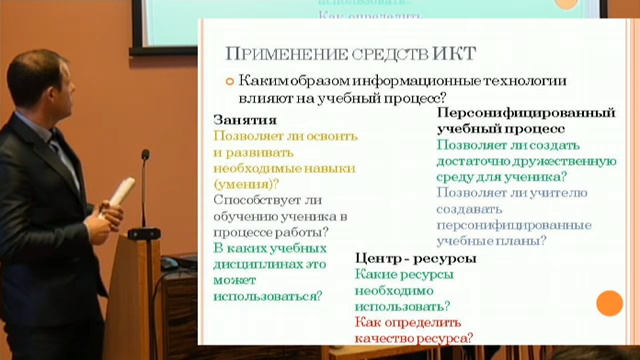 использовать?
Как определить
ПРИМЕНЕНИЕ СРЕДСТВ ИКТ
Каким образом информационные технологии
влияют на учебный процесс?
Занятия
Позволяет ли освоить
и развивать
необходимые навыки
(умения)?
Способствует ли
обучению ученика в
процессе работы?
В каких учебных
дисциплинах это
может
использоваться?
Персонифицированный
учебный процесс
Позволяет ли создать
достаточно дружественную
среду для ученика?
Позволяет ли учителю
создавать
персонифицированные
учебные планы?
Центр - ресурсы
Какие ресурсы
необходимо
использовать?
Как определить
качество ресурса?